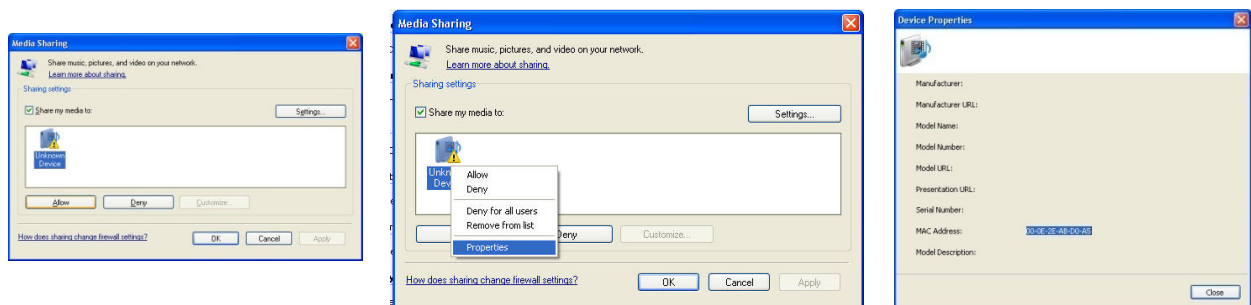 Media Sharing
Share music, pictures, and video on your network.
Learn more about sharing.
Sharing settings
Share my media to:
Settings...
Unknown
Device
Allow
Deny
Customize...
How does sharing change firewall settings?
OK
Cancel
Apply
Media Sharing
Share music, pictures, and video on your network.
Learn more about sharing.
Sharing settings
Share my media to:
Settings...
Unkn
Dev
Allow
Deny
Deny for all users
Remove from list
Properties
Deny
Customize...
How does sharing change firewall settings?
OK
Cancel
Apply
Device Properties
Manufacturer:
Manufacturer URL:
Model Name:
Model Number:
Model URL:
Presentation URL:
Serial Number:
MAC Address: 00-0E-2E-AB-D0-A5
Model Description:
Close